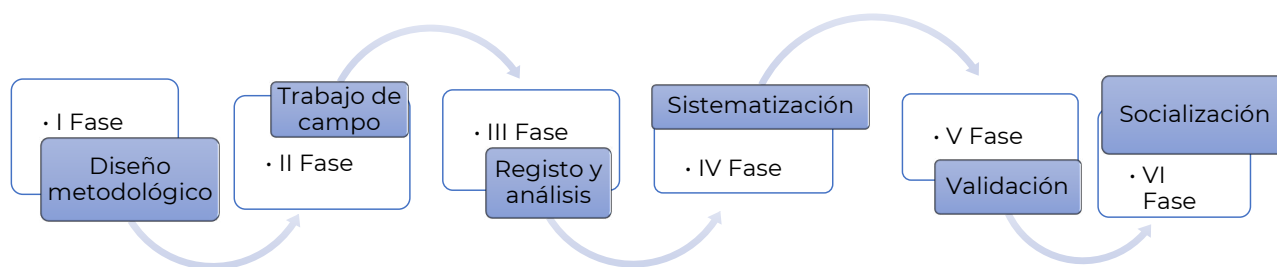 · I Fase
Diseño
metodológico
Trabajo de
campo
· II Fase
· III Fase
Registo y
análisis
Sistematización
· IV Fase
· V Fase
Validación
Socialización
· VI
Fase